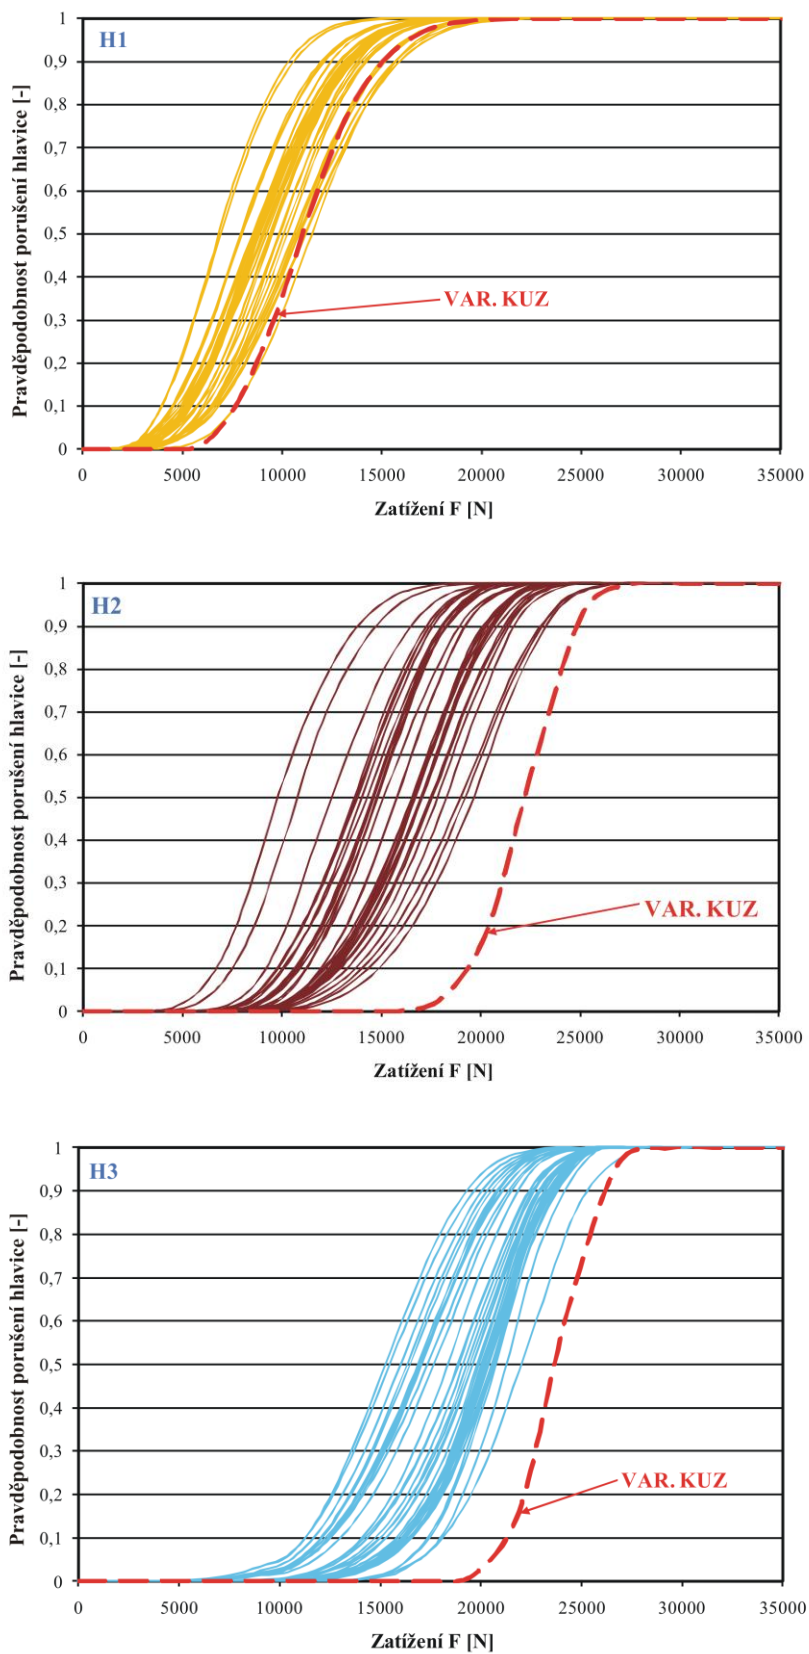 H1
Pravděpodobnost porušení hlavice [-]
1
0,9
0,8
0,7
0,6
0,5
0,4
0,3
0,2
0,1
0
VAR. KUZ
0 5000 10000 15000 20000 25000 30000 35000
Zatížení F [N]
H2
Pravděpodobnost porušení hlavice [-]
1
0,9
0,8
0,7
0,6
0,5
0,4
0,3
0,2
0,1
0
VAR. KUZ
0 5000 10000 15000 20000 25000 30000 35000
Zatížení F [N]
H3
Pravděpodobnost porušení hlavice [-]
1
0,9
0,8
0,7
0,6
0,5
0,4
0,3
0,2
0,1
0
VAR. KUZ
0 5000 10000 15000 20000 25000 30000 35000
Zatížení F [N]